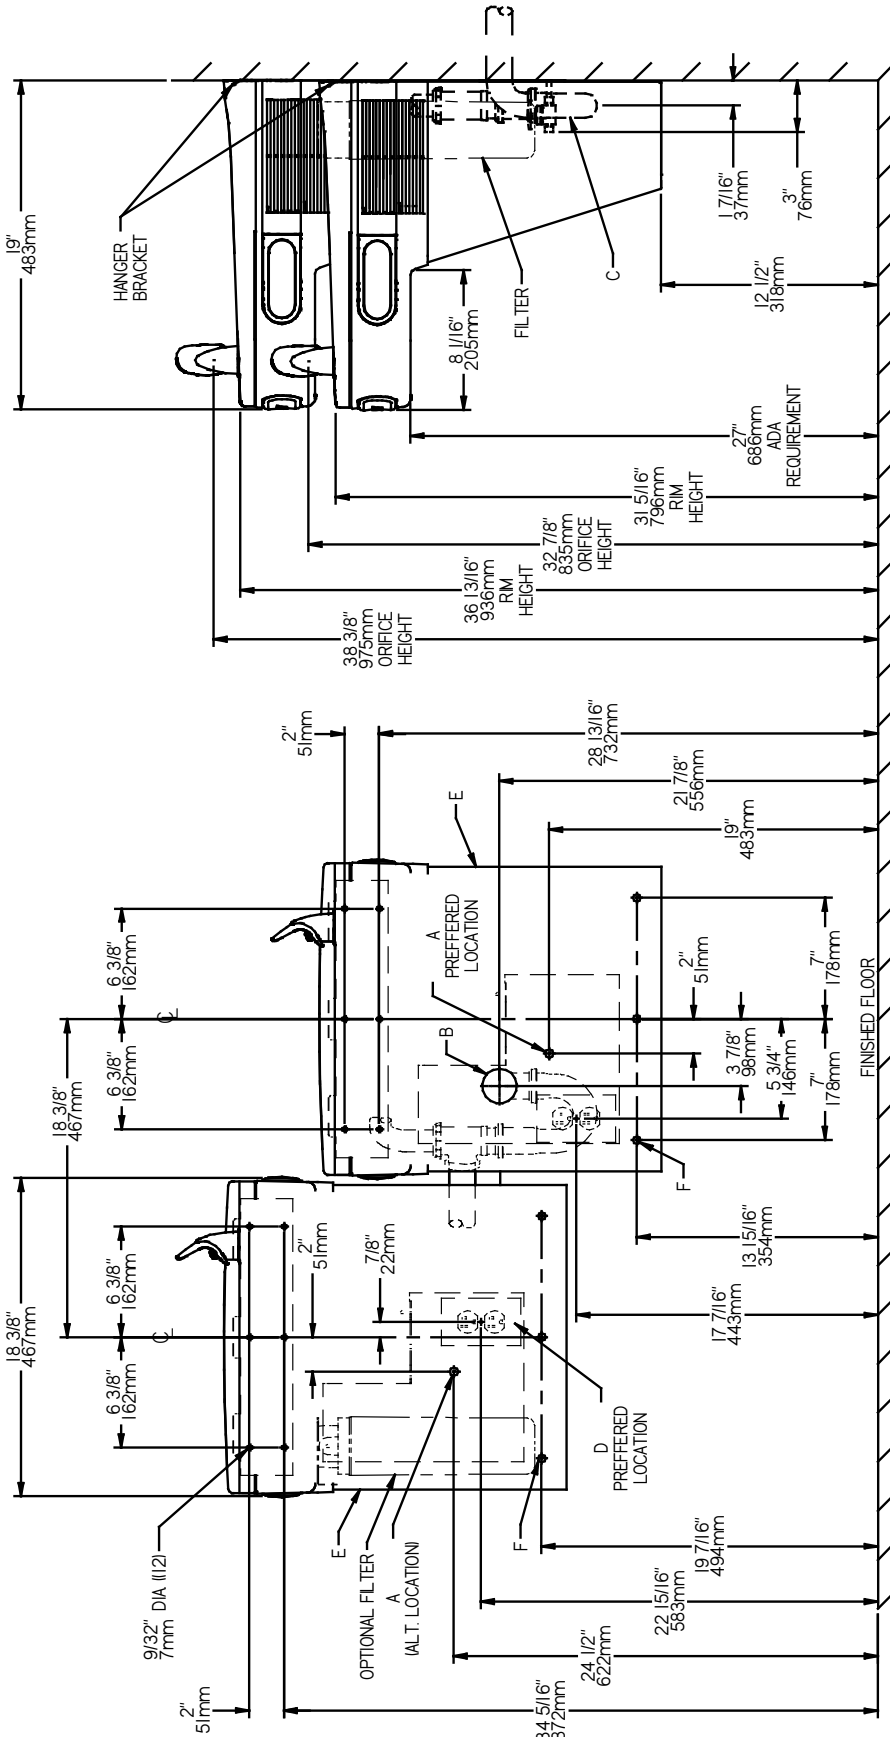 19"
483mm
HANGER
BRACKET
FILTER
C
1 7/16"
37mm
3"
76mm
12 1/2"
318mm
8 1/16"
205mm
27"
686mm
ADA
REQUIREMENT
31 5/16"
796mm
RIM
HEIGHT
32 7/8"
835mm
ORIFICE
HEIGHT
36 13/16"
936mm
RIM
HEIGHT
38 3/8"
975mm
ORIFICE
HEIGHT
2"
51mm
28 13/16"
732mm
21 7/8"
556mm
19"
483mm
E
A
PREFFERED
LOCATION
B
6 3/8"
162mm
6 3/8"
162mm
18 3/8"
467mm
2"
51mm
7"
178mm
3 7/8"
98mm
5 3/4"
146mm
7"
178mm
FINISHED FLOOR
F
13 15/16"
354mm
17 7/16"
443mm
18 3/8"
467mm
6 3/8"
162mm
6 3/8"
162mm
2"
51mm
7/8"
22mm
D
PREFFERED
LOCATION
E
OPTIONAL FILTER
A
(ALT. LOCATION)
F
9/32" DIA (12)
7mm
2"
51mm
19 7/16"
494mm
22 15/16"
583mm
24 1/2"
622mm
34 5/16"
872mm